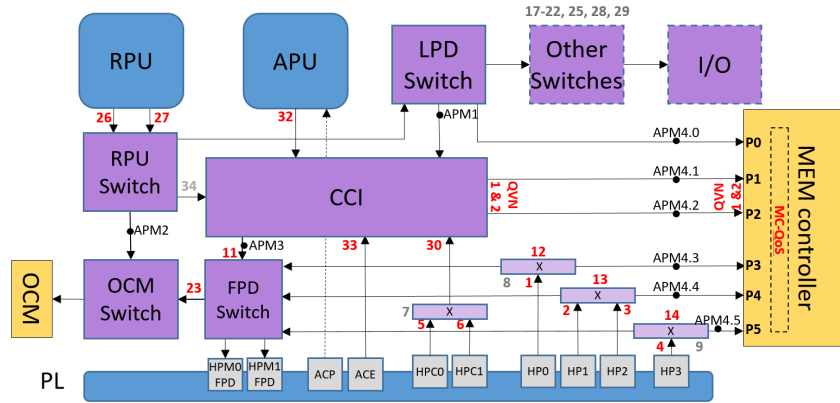 17-22, 25, 28, 29
RPU
APU
LPD
Switch
Other
Switches
I/O
26
27
32
APM1
APM4.0
P0
RPU
Switch
34
CCI
QVN
1 & 2
APM4.1
P1
APM4.2
P2
QVN
1 &2
MC-QoS
MEM controller
APM2
11
APM3
33
30
12
APM4.3
P3
8
1
X
OCM
OCM
Switch
23
FPD
Switch
13
APM4.4
P4
X
2
3
7
X
5
6
14
APM4.5
P5
X
4
9
PL
HPM0
FPD
HPM1
FPD
ACP
ACE
HPC0
HPC1
HP0
HP1
HP2
HP3